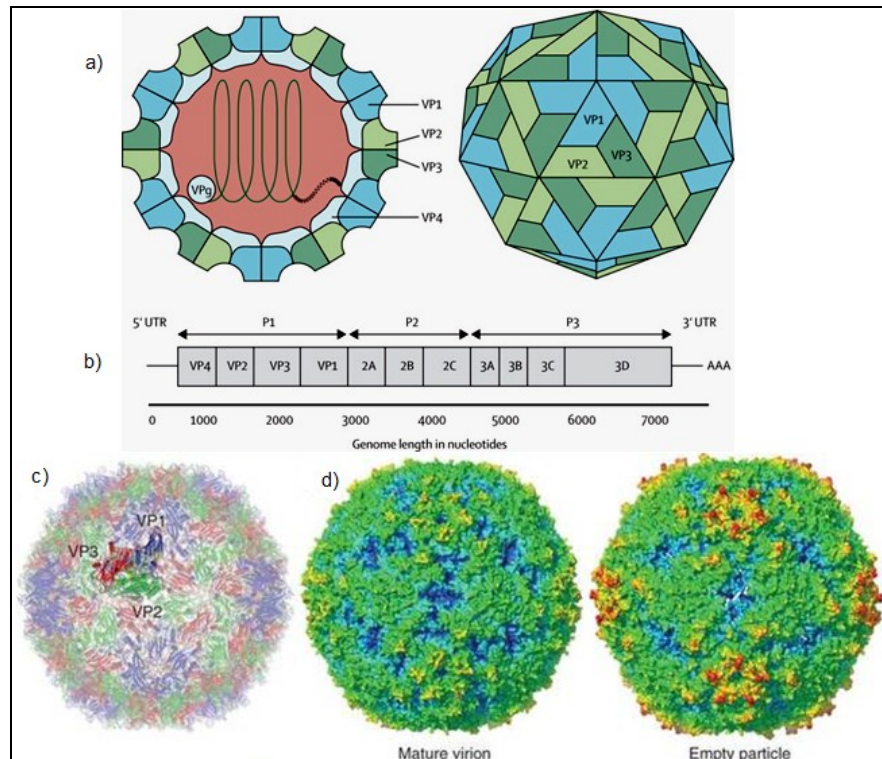 a)
VP1
VP2
VP3
VP4
VPg
VP1
VP2
VP3
b)
5' UTR
P1
P2
P3
3' UTR
VP4 VP2 VP3 VP1 2A 2B 2C 3A 3B 3C 3D AAA
0 1000 2000 3000 4000 5000 6000 7000
Genome length in nucleotides
c)
VP1
VP3
VP2
d)
Mature virion
Empty particle